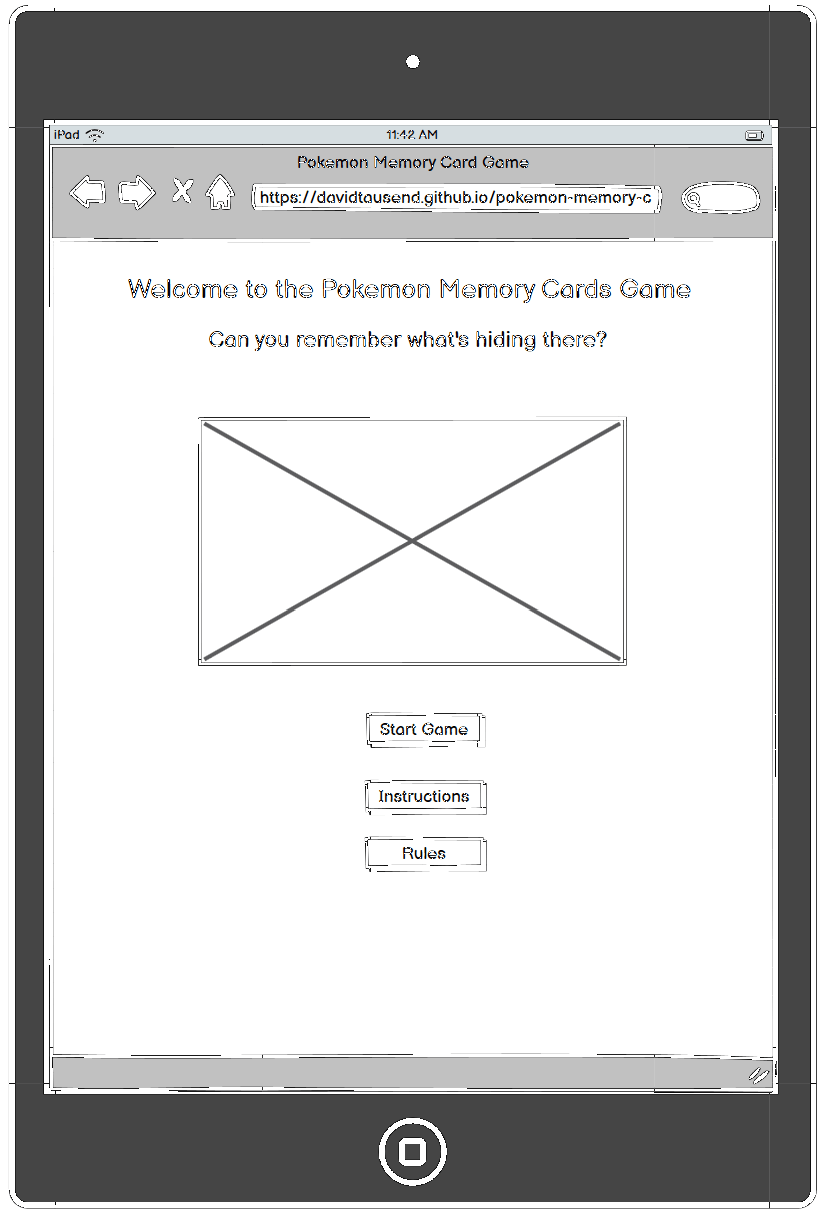 iPad
11:42 AM
Pokemon Memory Card Game
https://davidtausend.github.io/pokemon-memory-c
Welcome to the Pokemon Memory Cards Game
Can you remember what's hiding there?
Start Game
Instructions
Rules